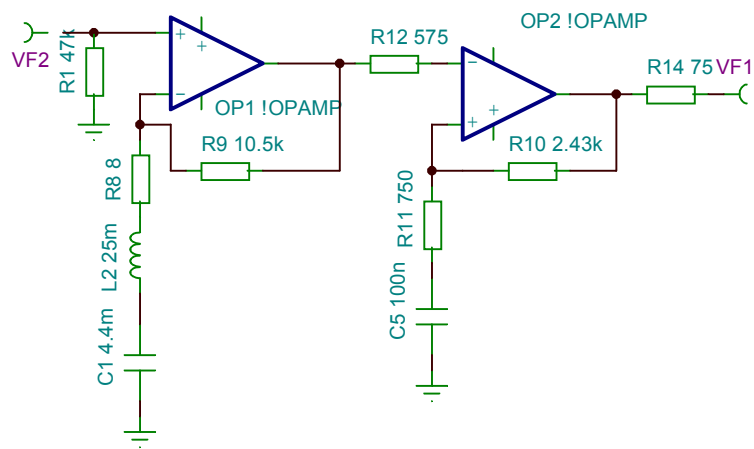 OP2 !OPAMP
VF2
R1 47K
+
+
−
OP1 !OPAMP
R12 575
−
+
+
R14 75
VF1
R9 10.5k
R10 2.43k
R8 8
R11 750
L2 25m
C5 100n
C1 4.4m